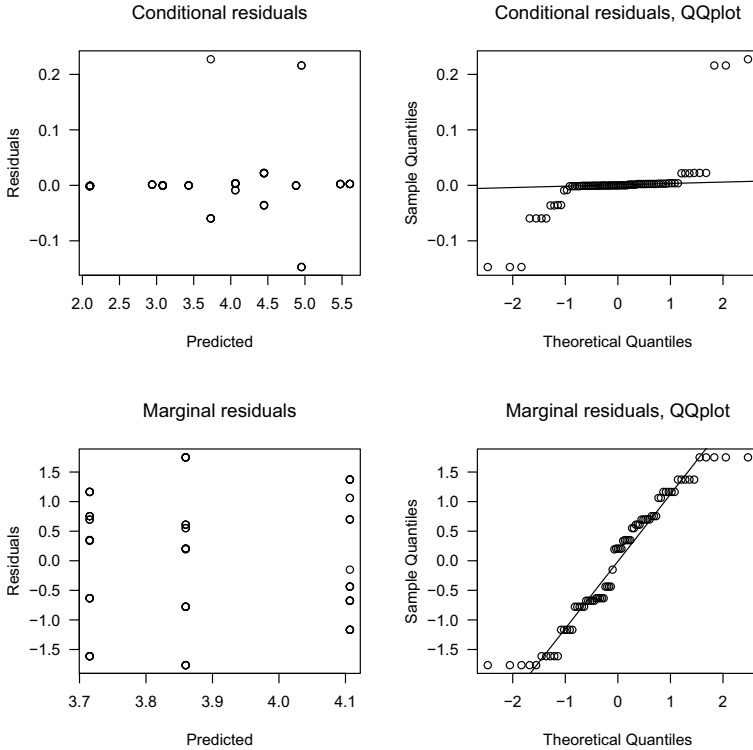 Conditional residuals
Residuals
0.2
0.1
0.0
−0.1
2.0 2.5 3.0 3.5 4.0 4.5 5.0 5.5
Predicted
Conditional residuals, QQplot
Sample Quantiles
0.2
0.1
0.0
−0.1
−2 −1 0 1 2
Theoretical Quantiles
Marginal residuals
Residuals
1.5
1.0
0.5
0.0
−0.5
−1.0
−1.5
3.7 3.8 3.9 4.0 4.1
Predicted
Marginal residuals, QQplot
Sample Quantiles
1.5
1.0
0.5
0.0
−0.5
−1.0
−1.5
−2 −1 0 1 2
Theoretical Quantiles